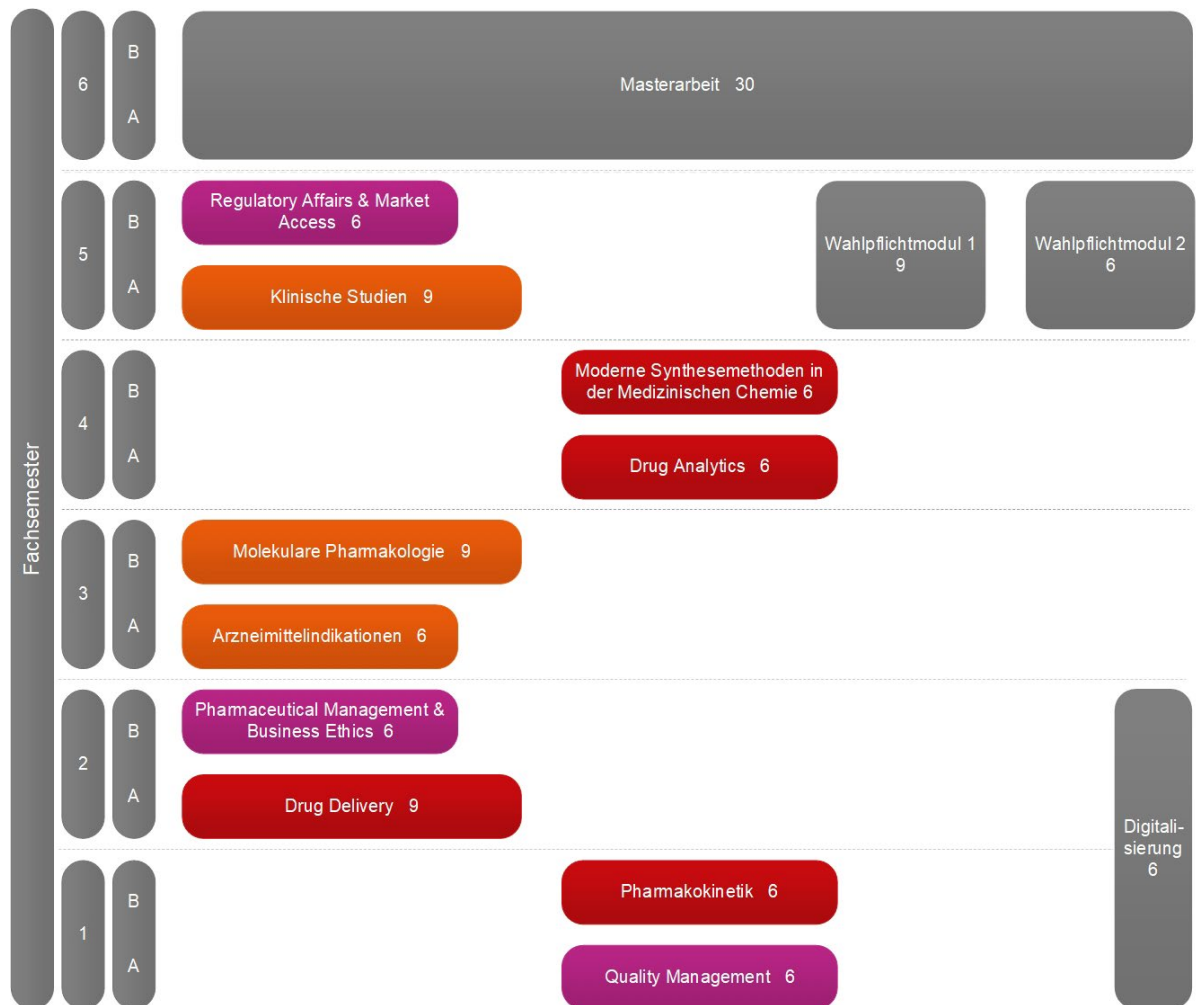 Fachsemester
6
B
A
Masterarbeit 30
5
B
A
Regulatory Affairs & Market
Access 6
Klinische Studien 9
Wahlpflichtmodul 1
9
Wahlpflichtmodul 2
6
4
B
A
Moderne Synthesemethoden in
der Medizinischen Chemie 6
Drug Analytics 6
3
B
A
Molekulare Pharmakologie 9
Arzneimittelindikationen 6
2
B
A
Pharmaceutical Management &
Business Ethics 6
Drug Delivery 9
Digitali-
sierung
6
1
B
A
Pharmakokinetik 6
Quality Management 6